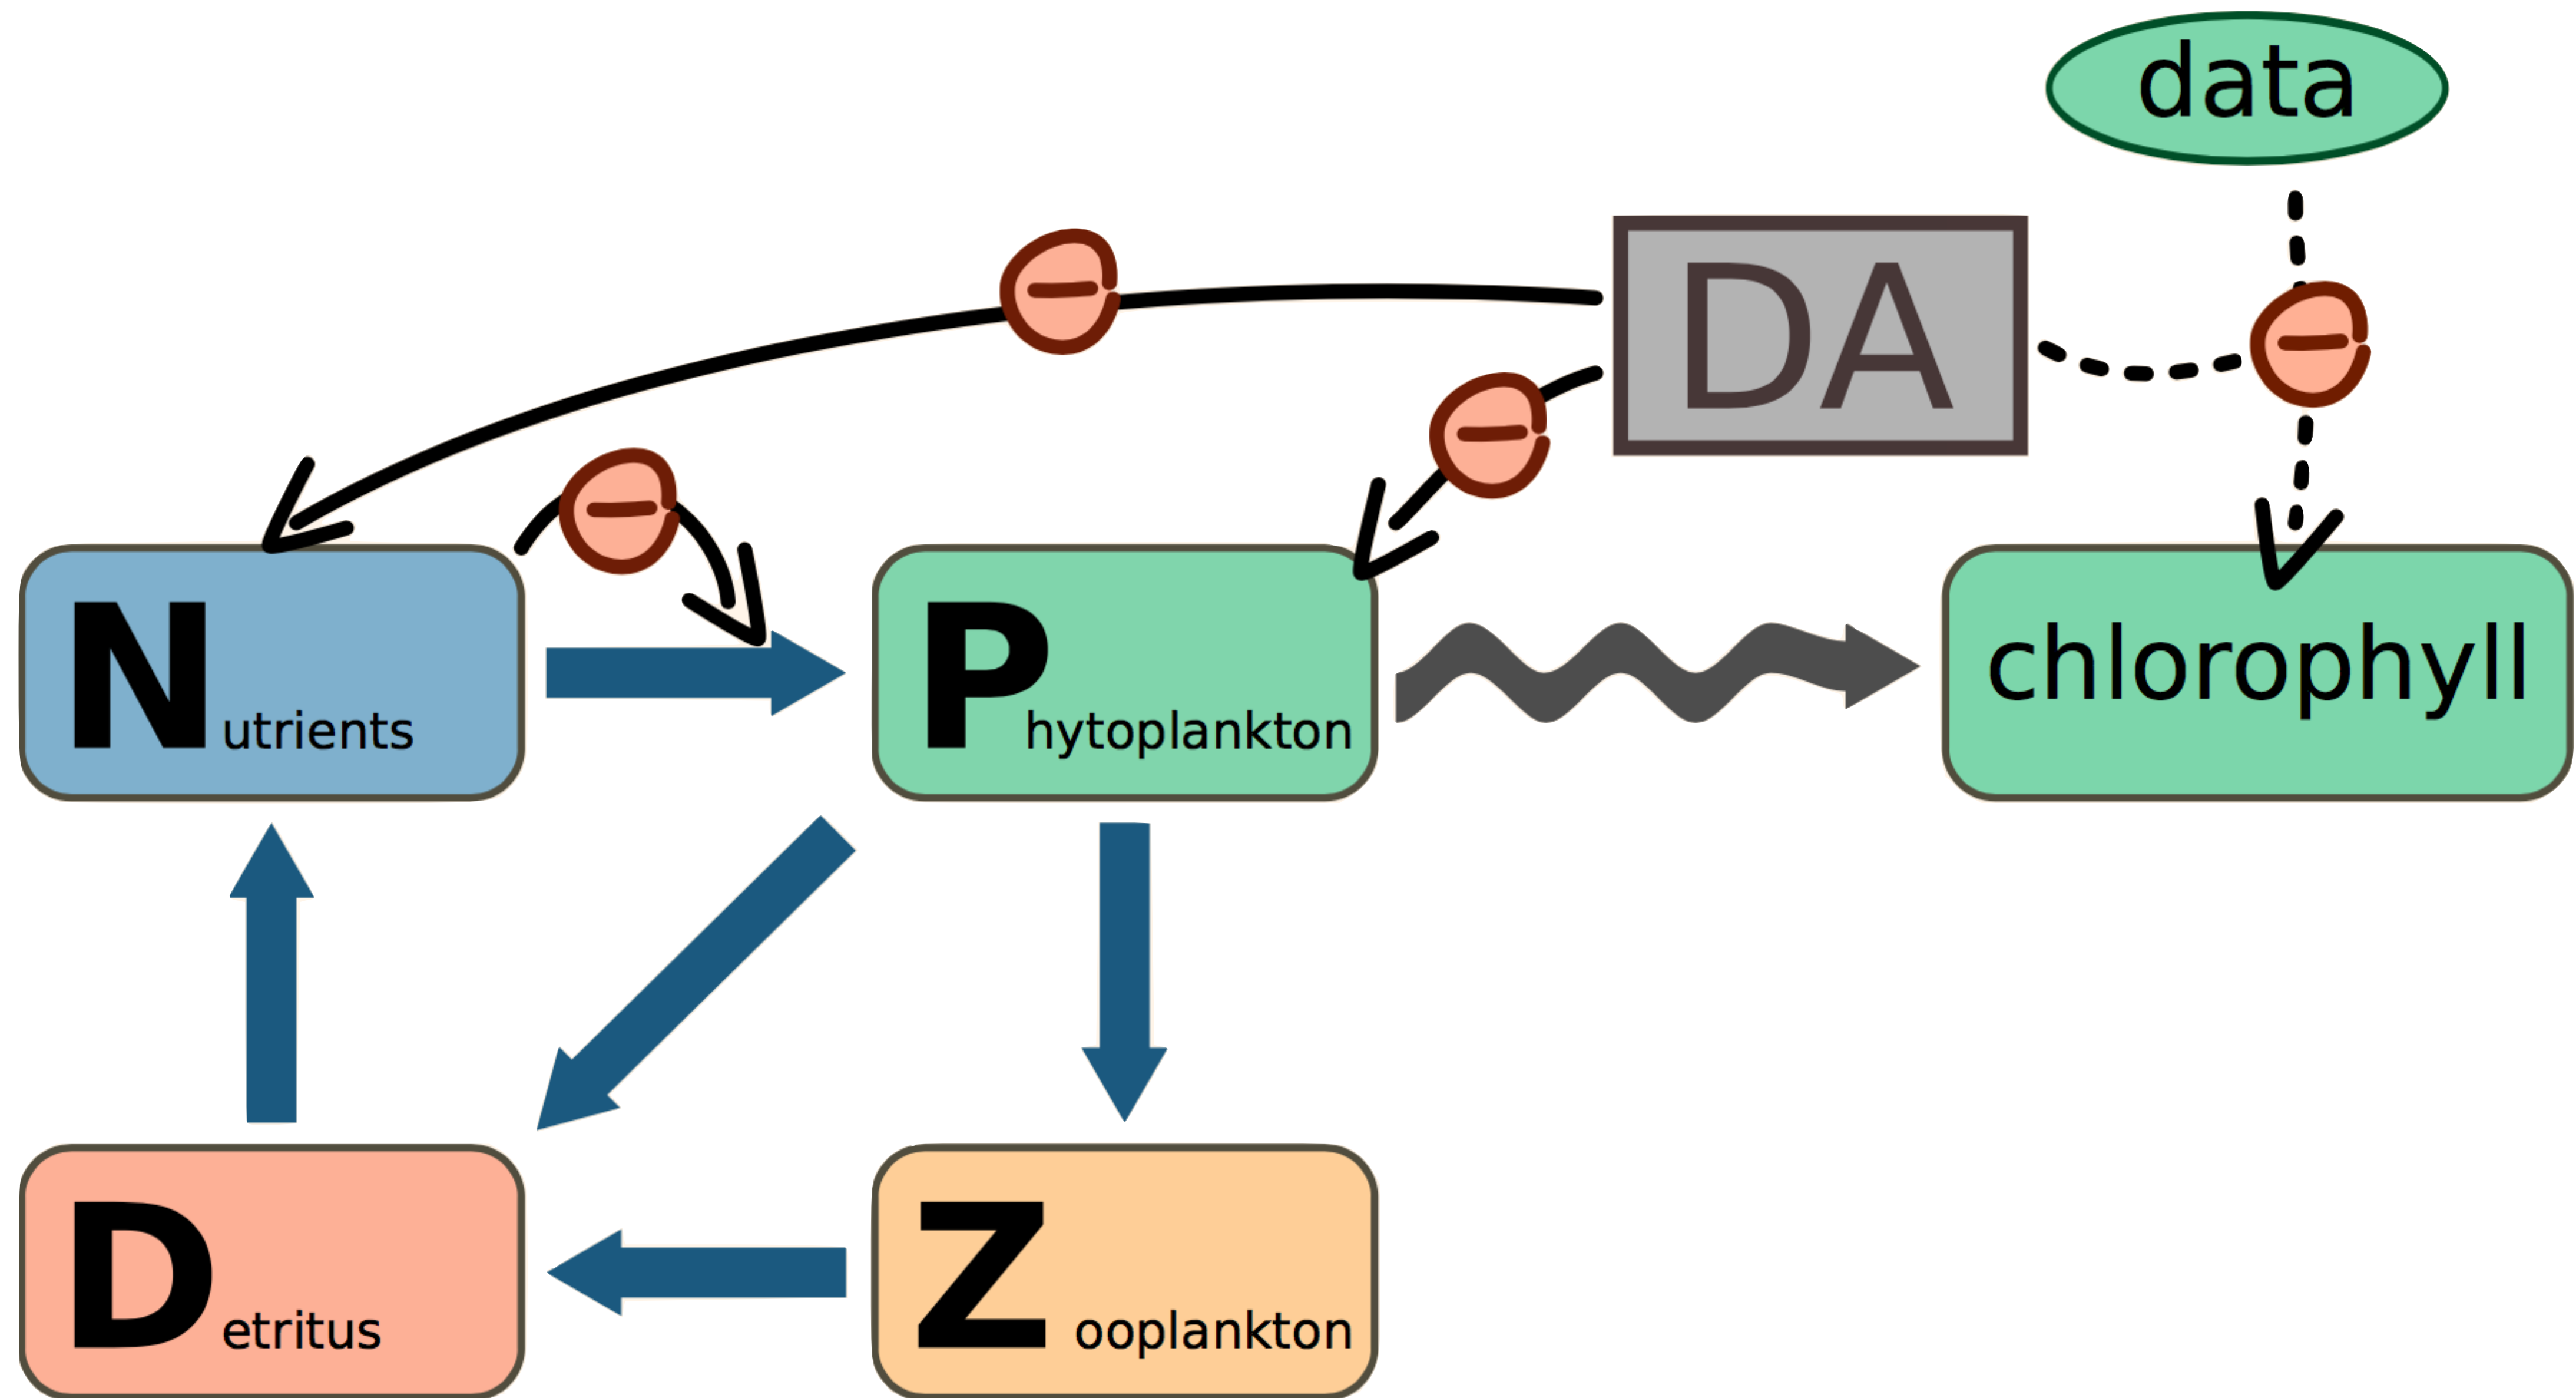 data
DA
Nutrients
Phytoplankton
chlorophyll
Detritus
Zooplankton